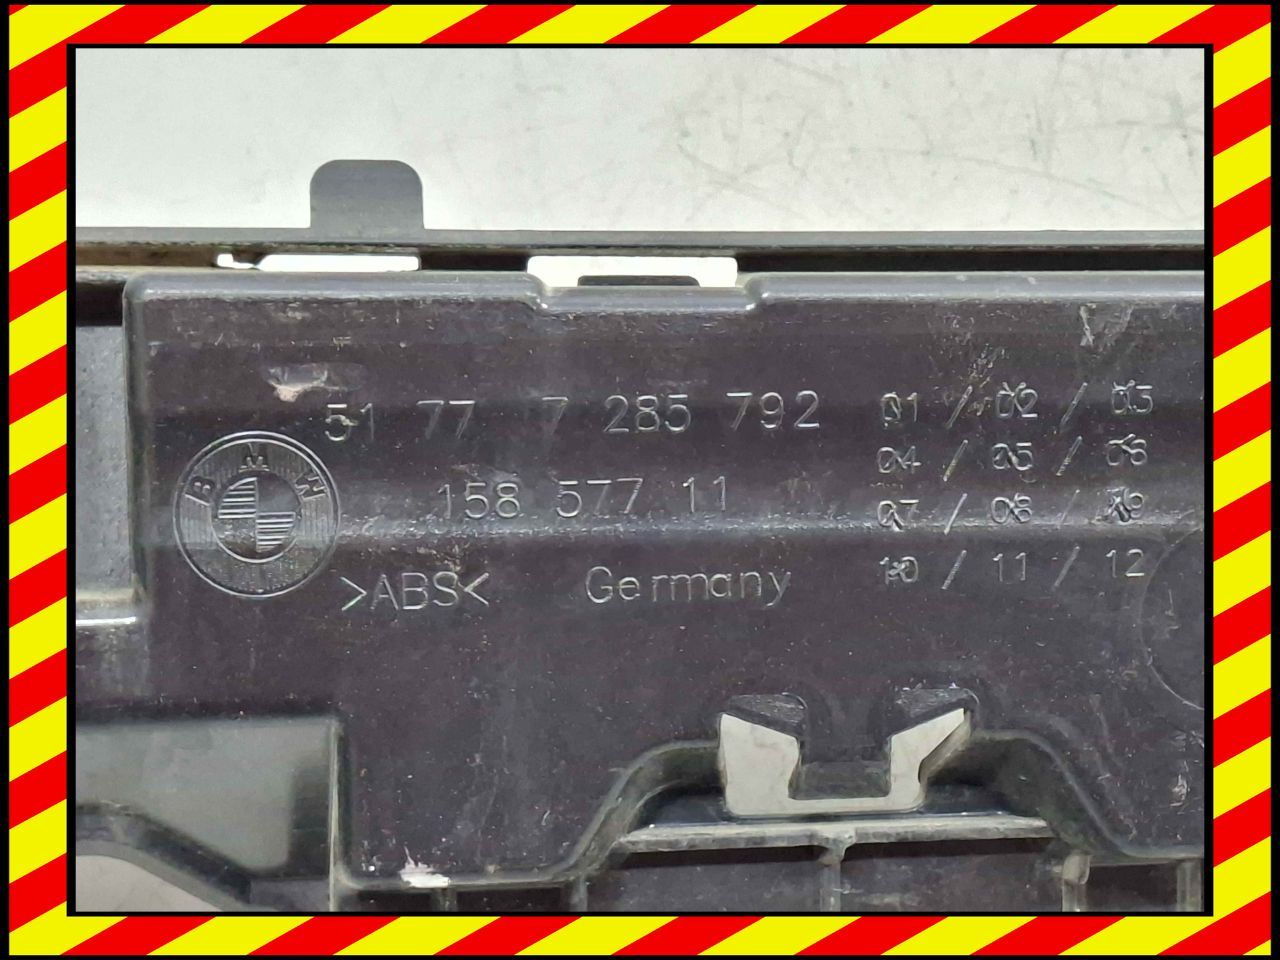 51 77 7 285 792
158 577 11
BMW
>ABS<
Germany
01 / 02 / 03
04 / 05 / 06
07 / 08 / 09
10 / 11 / 12